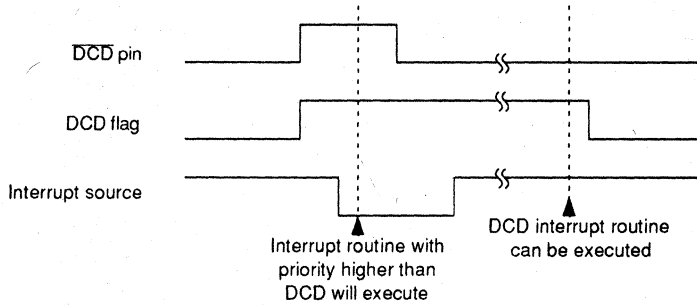 DCD pin
DCD flag
Interrupt source
Interrupt routine with
priority higher than
DCD will execute
DCD interrupt routine
can be executed